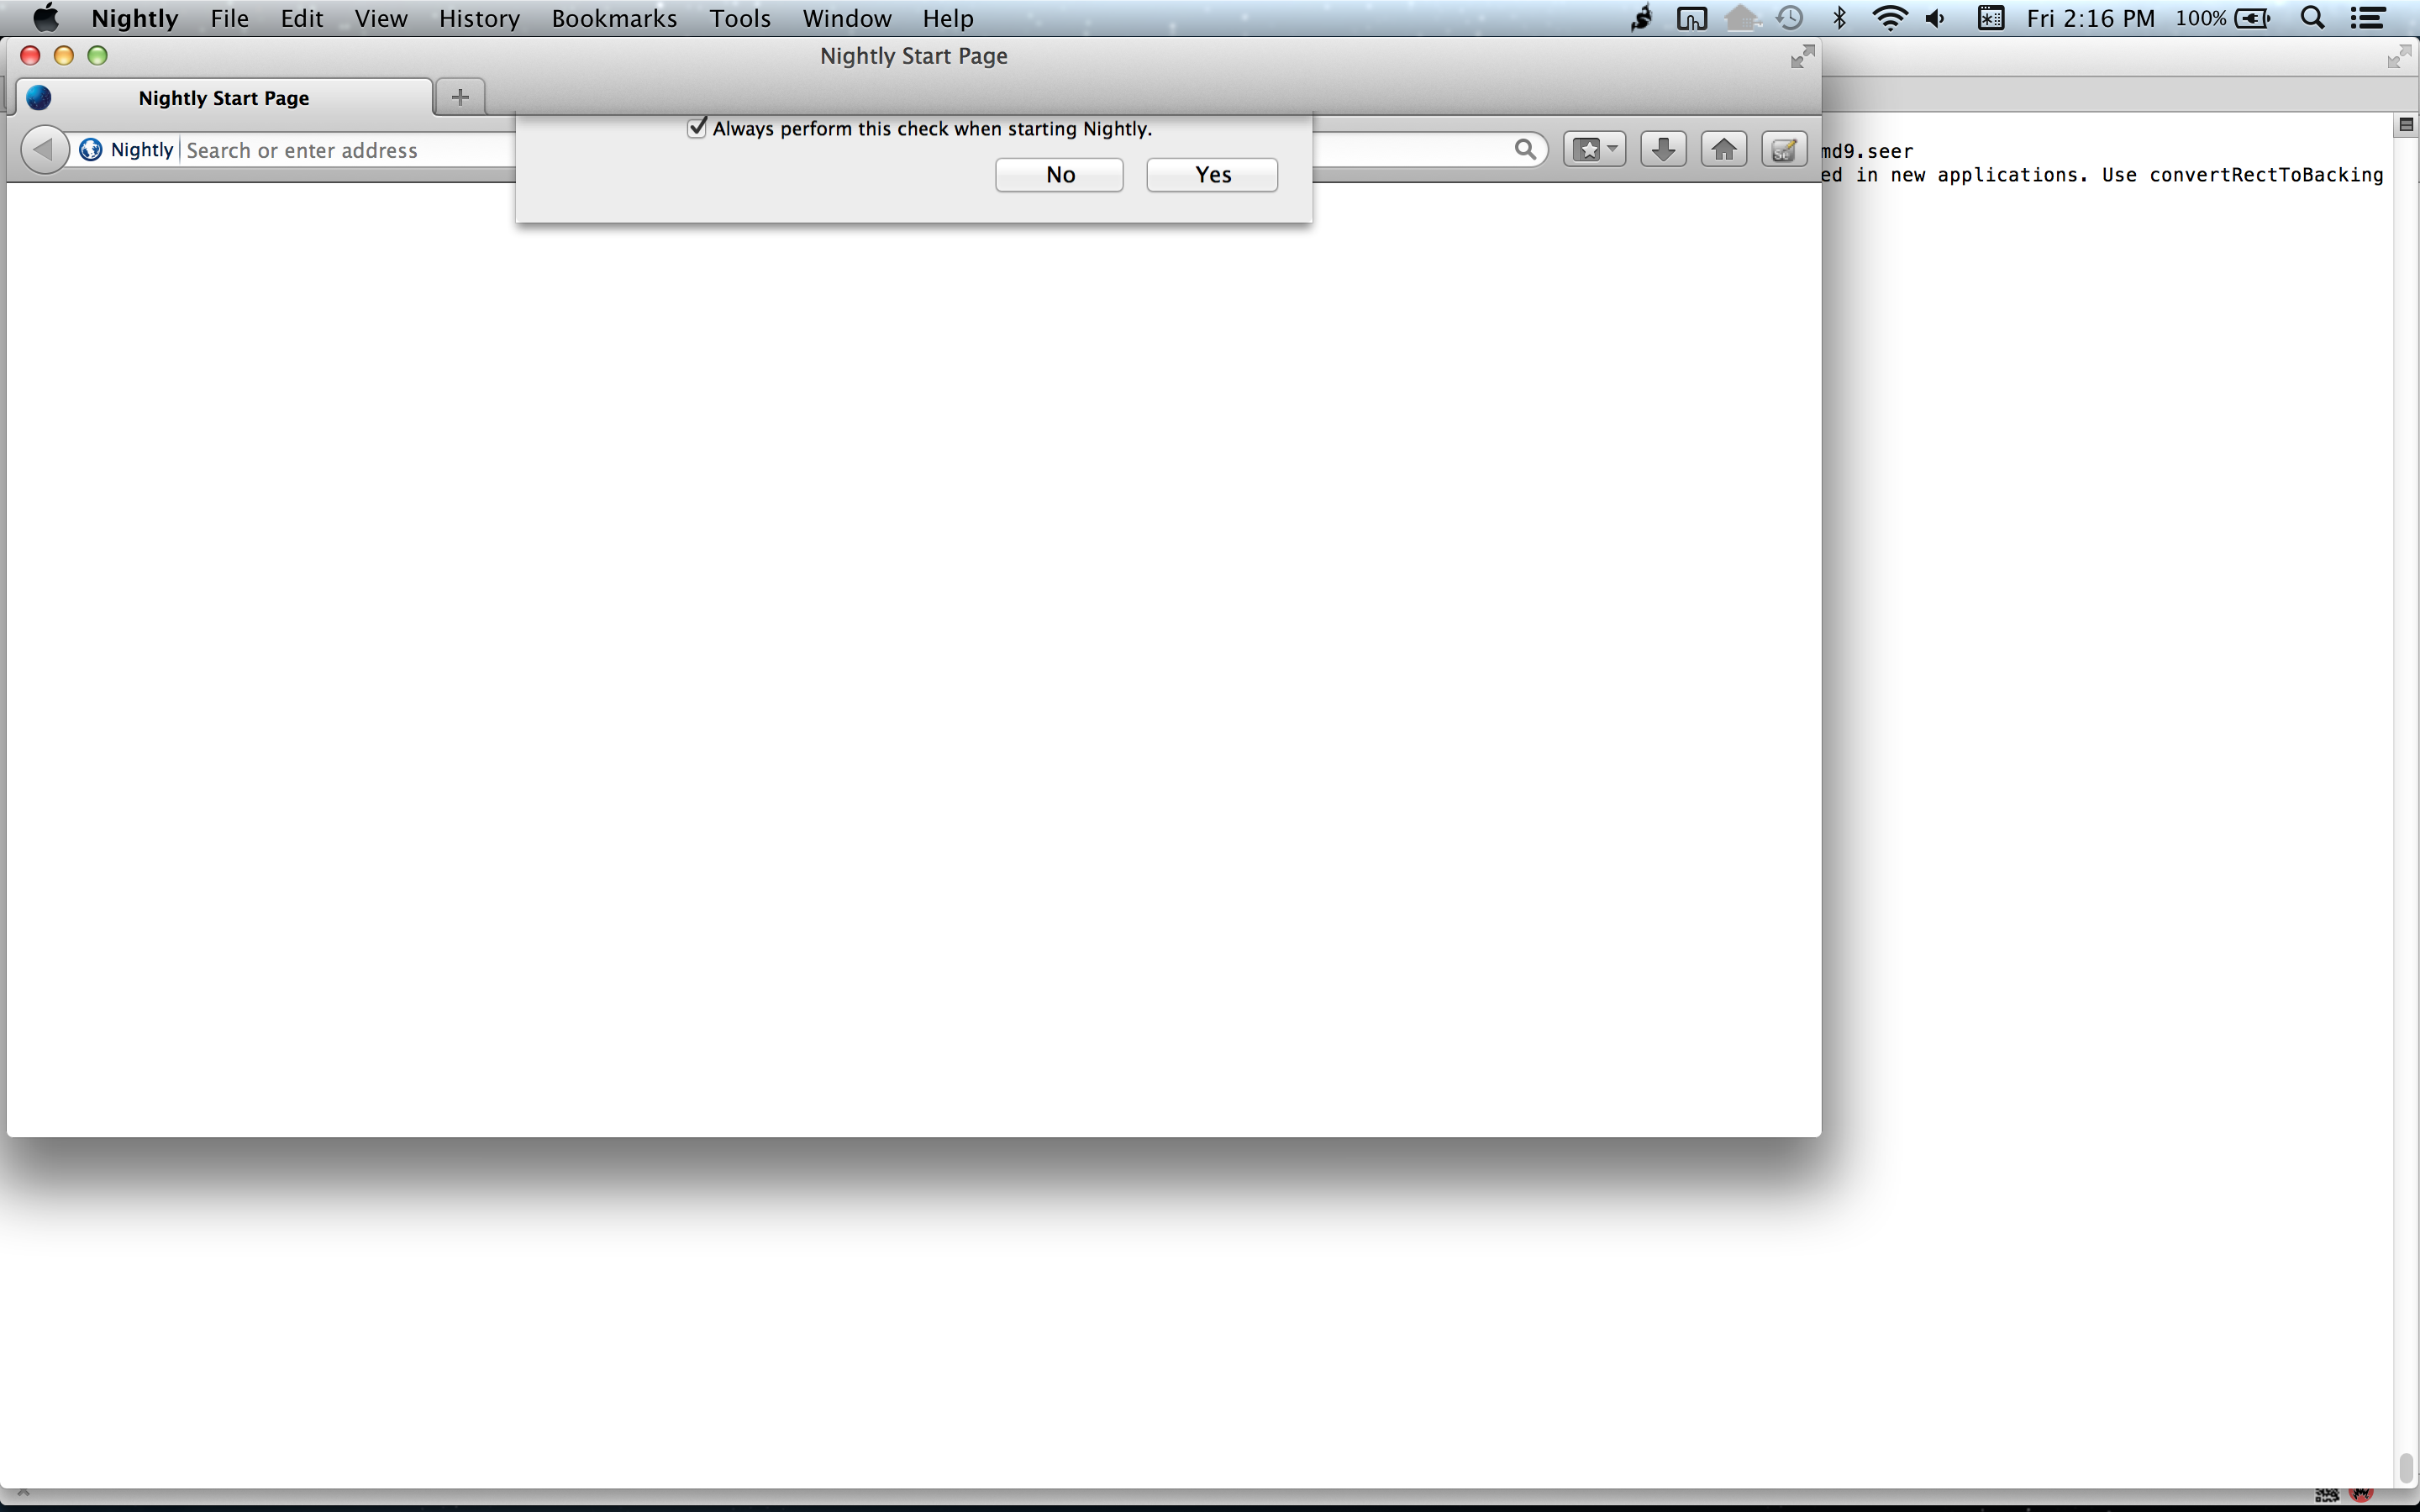 Nightly File Edit View History Bookmarks Tools Window Help Fri 2:16 PM 100%
Nightly Start Page
Nightly Start Page
Always perform this check when starting Nightly.
Nightly Search or enter address
md9.seer
No Yes
ed in new applications. Use convertRectToBacking